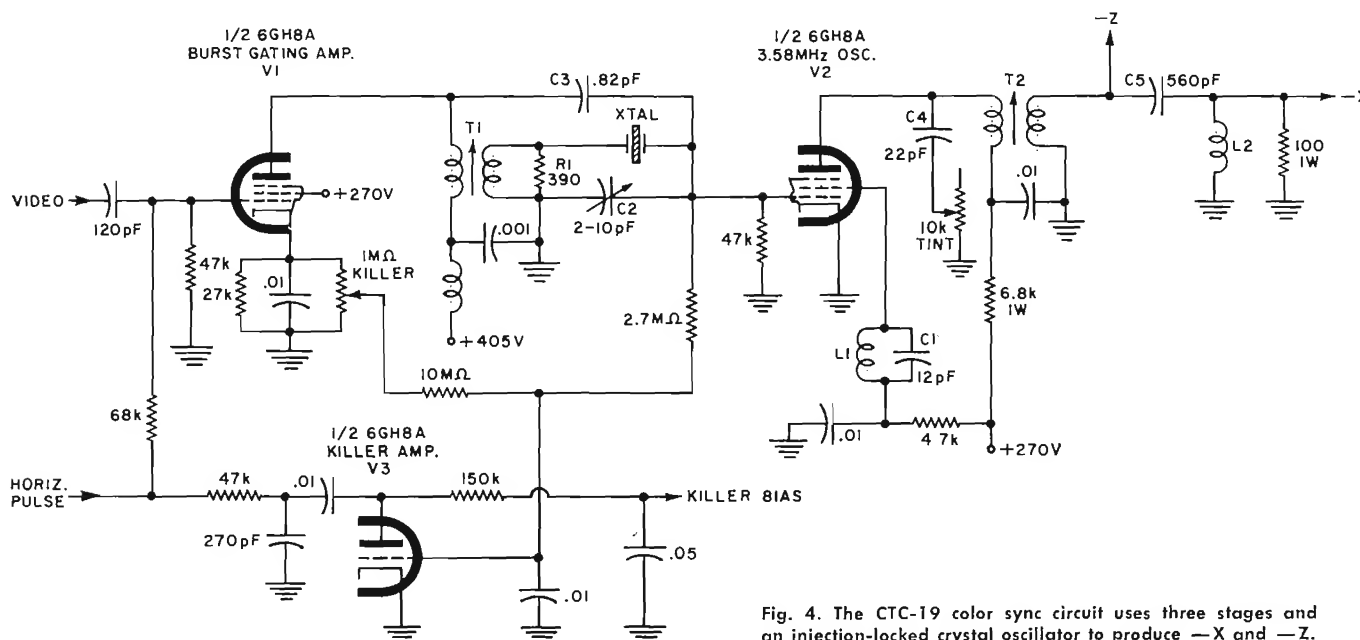 1/2 6GH8A
BURST GATING AMP.
V1
1/2 6GH8A
3.58MHz OSC.
V2
-Z
C3
.82pF
T2
C5
560pF
XTAL
T1
C4
-X
R1
390
22pF
L2
100
1W
VIDEO
+270V
.01
120pF
C2
2-10pF
10k
TINT
47k
1MΩ
KILLER
.001
47k
27k
.01
6.8k
1W
2.7MΩ
+405V
L1
C1
12pF
10MΩ
68k
.01
4.7k
1/2 6GH8A
KILLER AMP.
V3
+270V
HORIZ.
PULSE
47k
.01
150k
KILLER BIAS
270pF
.05
.01
Fig. 4. The CTC-19 color sync circuit uses three stages and
an injection-locked crystal oscillator to produce —X and —Z.